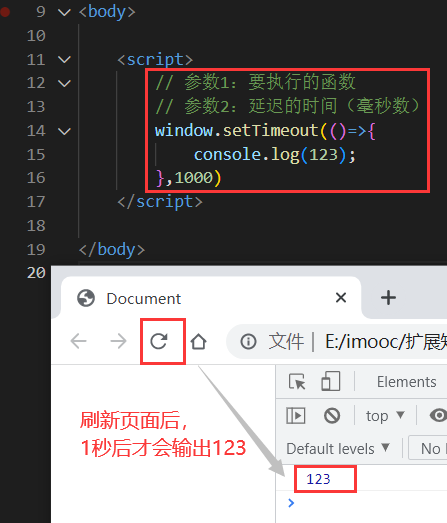 9 <body>
10
11 <script>
12 // 参数1: 要执行的函数
13 // 参数2: 延迟的时间（毫秒数）
14 window.setTimeout(()=>{
15 console.log(123);
16 },1000)
17 </script>
18
19 </body>
20
Document
文件 | E:/imooc/扩展
刷新页面后，
1秒后才会输出123
Elements
top
Default levels
No
123